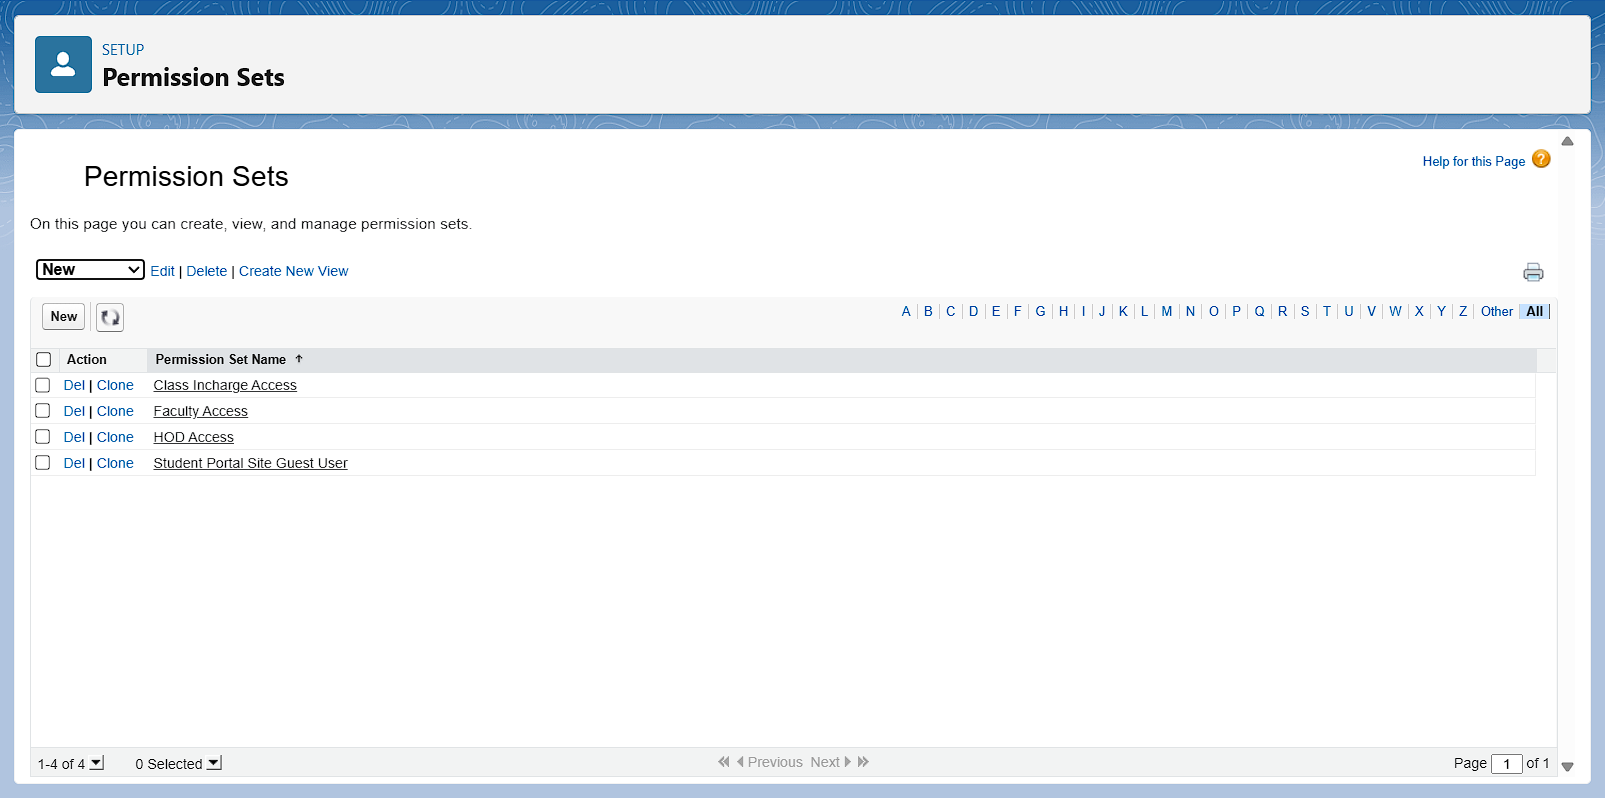 SETUP
Permission Sets
Permission Sets
Help for this Page ?
On this page you can create, view, and manage permission sets.
New Edit | Delete | Create New View
New A | B | C | D | E | F | G | H | I | J | K | L | M | N | O | P | Q | R | S | T | U | V | W | X | Y | Z | Other | All
Action Permission Set Name ↑
Del | Clone Class Incharge Access
Del | Clone Faculty Access
Del | Clone HOD Access
Del | Clone Student Portal Site Guest User
1-4 of 4 0 Selected Previous Next Page 1 of 1